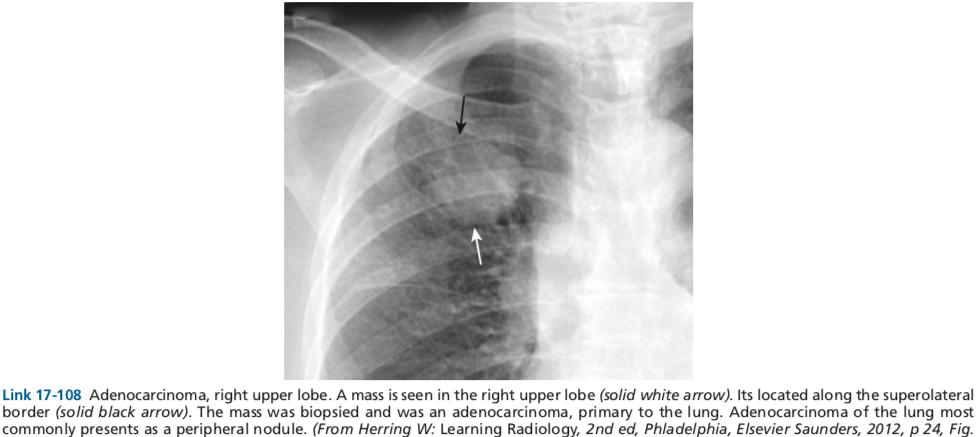 Link 17-108 Adenocarcinoma, right upper lobe. A mass is seen in the right upper lobe (solid white arrow). Its located along the superolateral
border (solid black arrow). The mass was biopsied and was an adenocarcinoma, primary to the lung. Adenocarcinoma of the lung most
commonly presents as a peripheral nodule. (From Herring W: Learning Radiology, 2nd ed, Phladelphia, Elsevier Saunders, 2012, p 24, Fig.